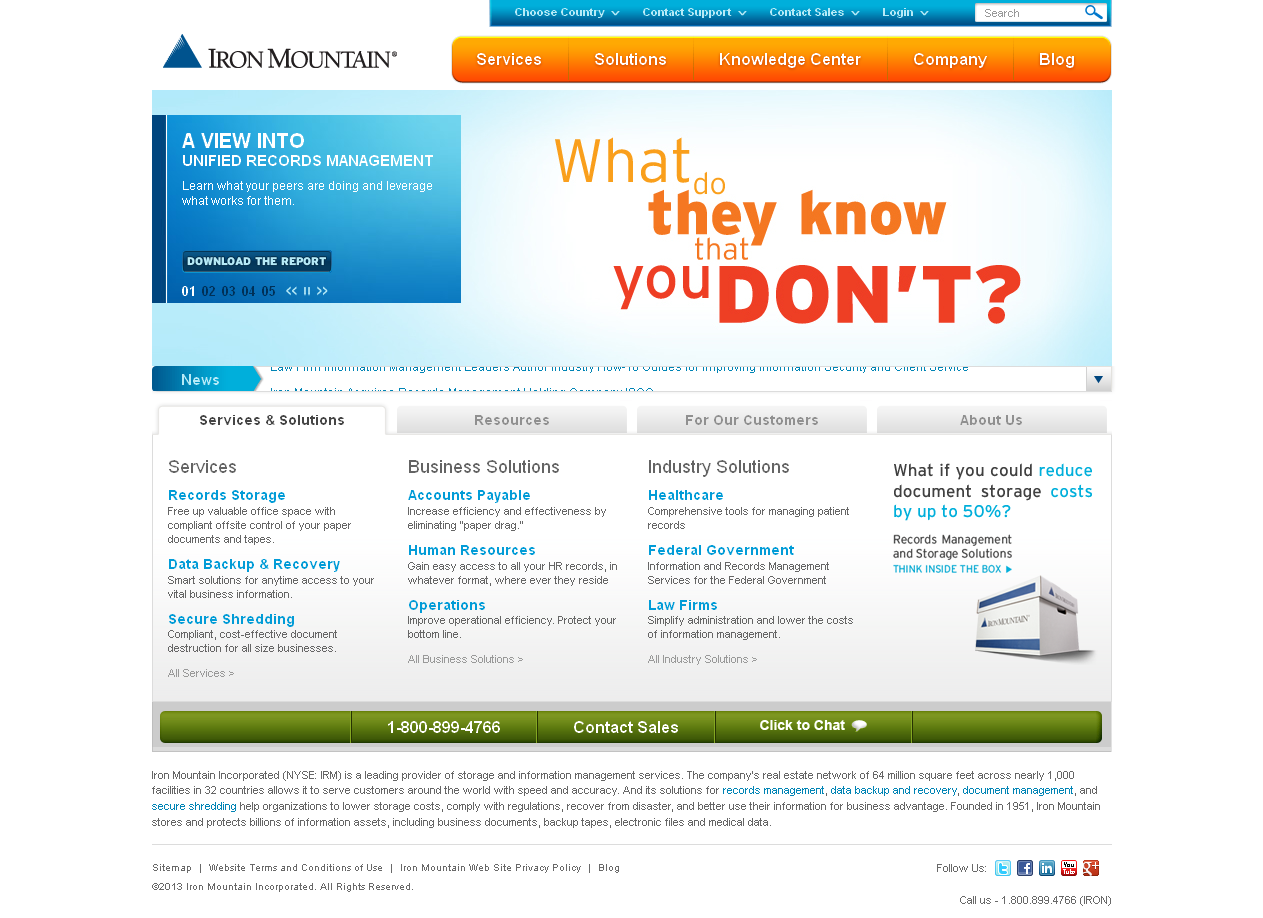 Choose Country Contact Support Contact Sales Login Search
IRON MOUNTAIN®
Services Solutions Knowledge Center Company Blog
A VIEW INTO
UNIFIED RECORDS MANAGEMENT
Learn what your peers are doing and leverage
what works for them.
DOWNLOAD THE REPORT
01 02 03 04 05
What
do
they know
that
you DON'T?
News
Law Firm Information Management Leaders Author Industry How-To Guides for Improving Information Security and Client Service
Iron Mountain Acquires Records Management Holding Company
Services & Solutions Resources For Our Customers About Us
Services
Records Storage
Free up valuable office space with
compliant offsite control of your paper
documents and tapes.
Data Backup & Recovery
Smart solutions for anytime access to your
vital business information.
Secure Shredding
Compliant, cost-effective document
destruction for all size businesses.
All Services >
Business Solutions
Accounts Payable
Increase efficiency and effectiveness by
eliminating "paper drag."
Human Resources
Gain easy access to all your HR records, in
whatever format, where ever they reside
Operations
Improve operational efficiency. Protect your
bottom line.
All Business Solutions >
Industry Solutions
Healthcare
Comprehensive tools for managing patient
records
Federal Government
Information and Records Management
Services for the Federal Government
Law Firms
Simplify administration and lower the costs
of information management.
All Industry Solutions >
What if you could reduce
document storage costs
by up to 50%?
Records Management
and Storage Solutions
THINK INSIDE THE BOX
IRON MOUNTAIN
IRON MOUNTAIN
1-800-899-4766 Contact Sales Click to Chat
Iron Mountain Incorporated (NYSE: IRM) is a leading provider of storage and information management services. The company's real estate network of 64 million square feet across nearly 1,000
facilities in 32 countries allows it to serve customers around the world with speed and accuracy. And its solutions for records management, data backup and recovery, document management, and
secure shredding help organizations to lower storage costs, comply with regulations, recover from disaster, and better use their information for business advantage. Founded in 1951, Iron Mountain
stores and protects billions of information assets, including business documents, backup tapes, electronic files and medical data.
Sitemap | Website Terms and Conditions of Use | Iron Mountain Web Site Privacy Policy | Blog
©2013 Iron Mountain Incorporated. All Rights Reserved.
Follow Us:
Call us - 1.800.899.4766 (IRON)